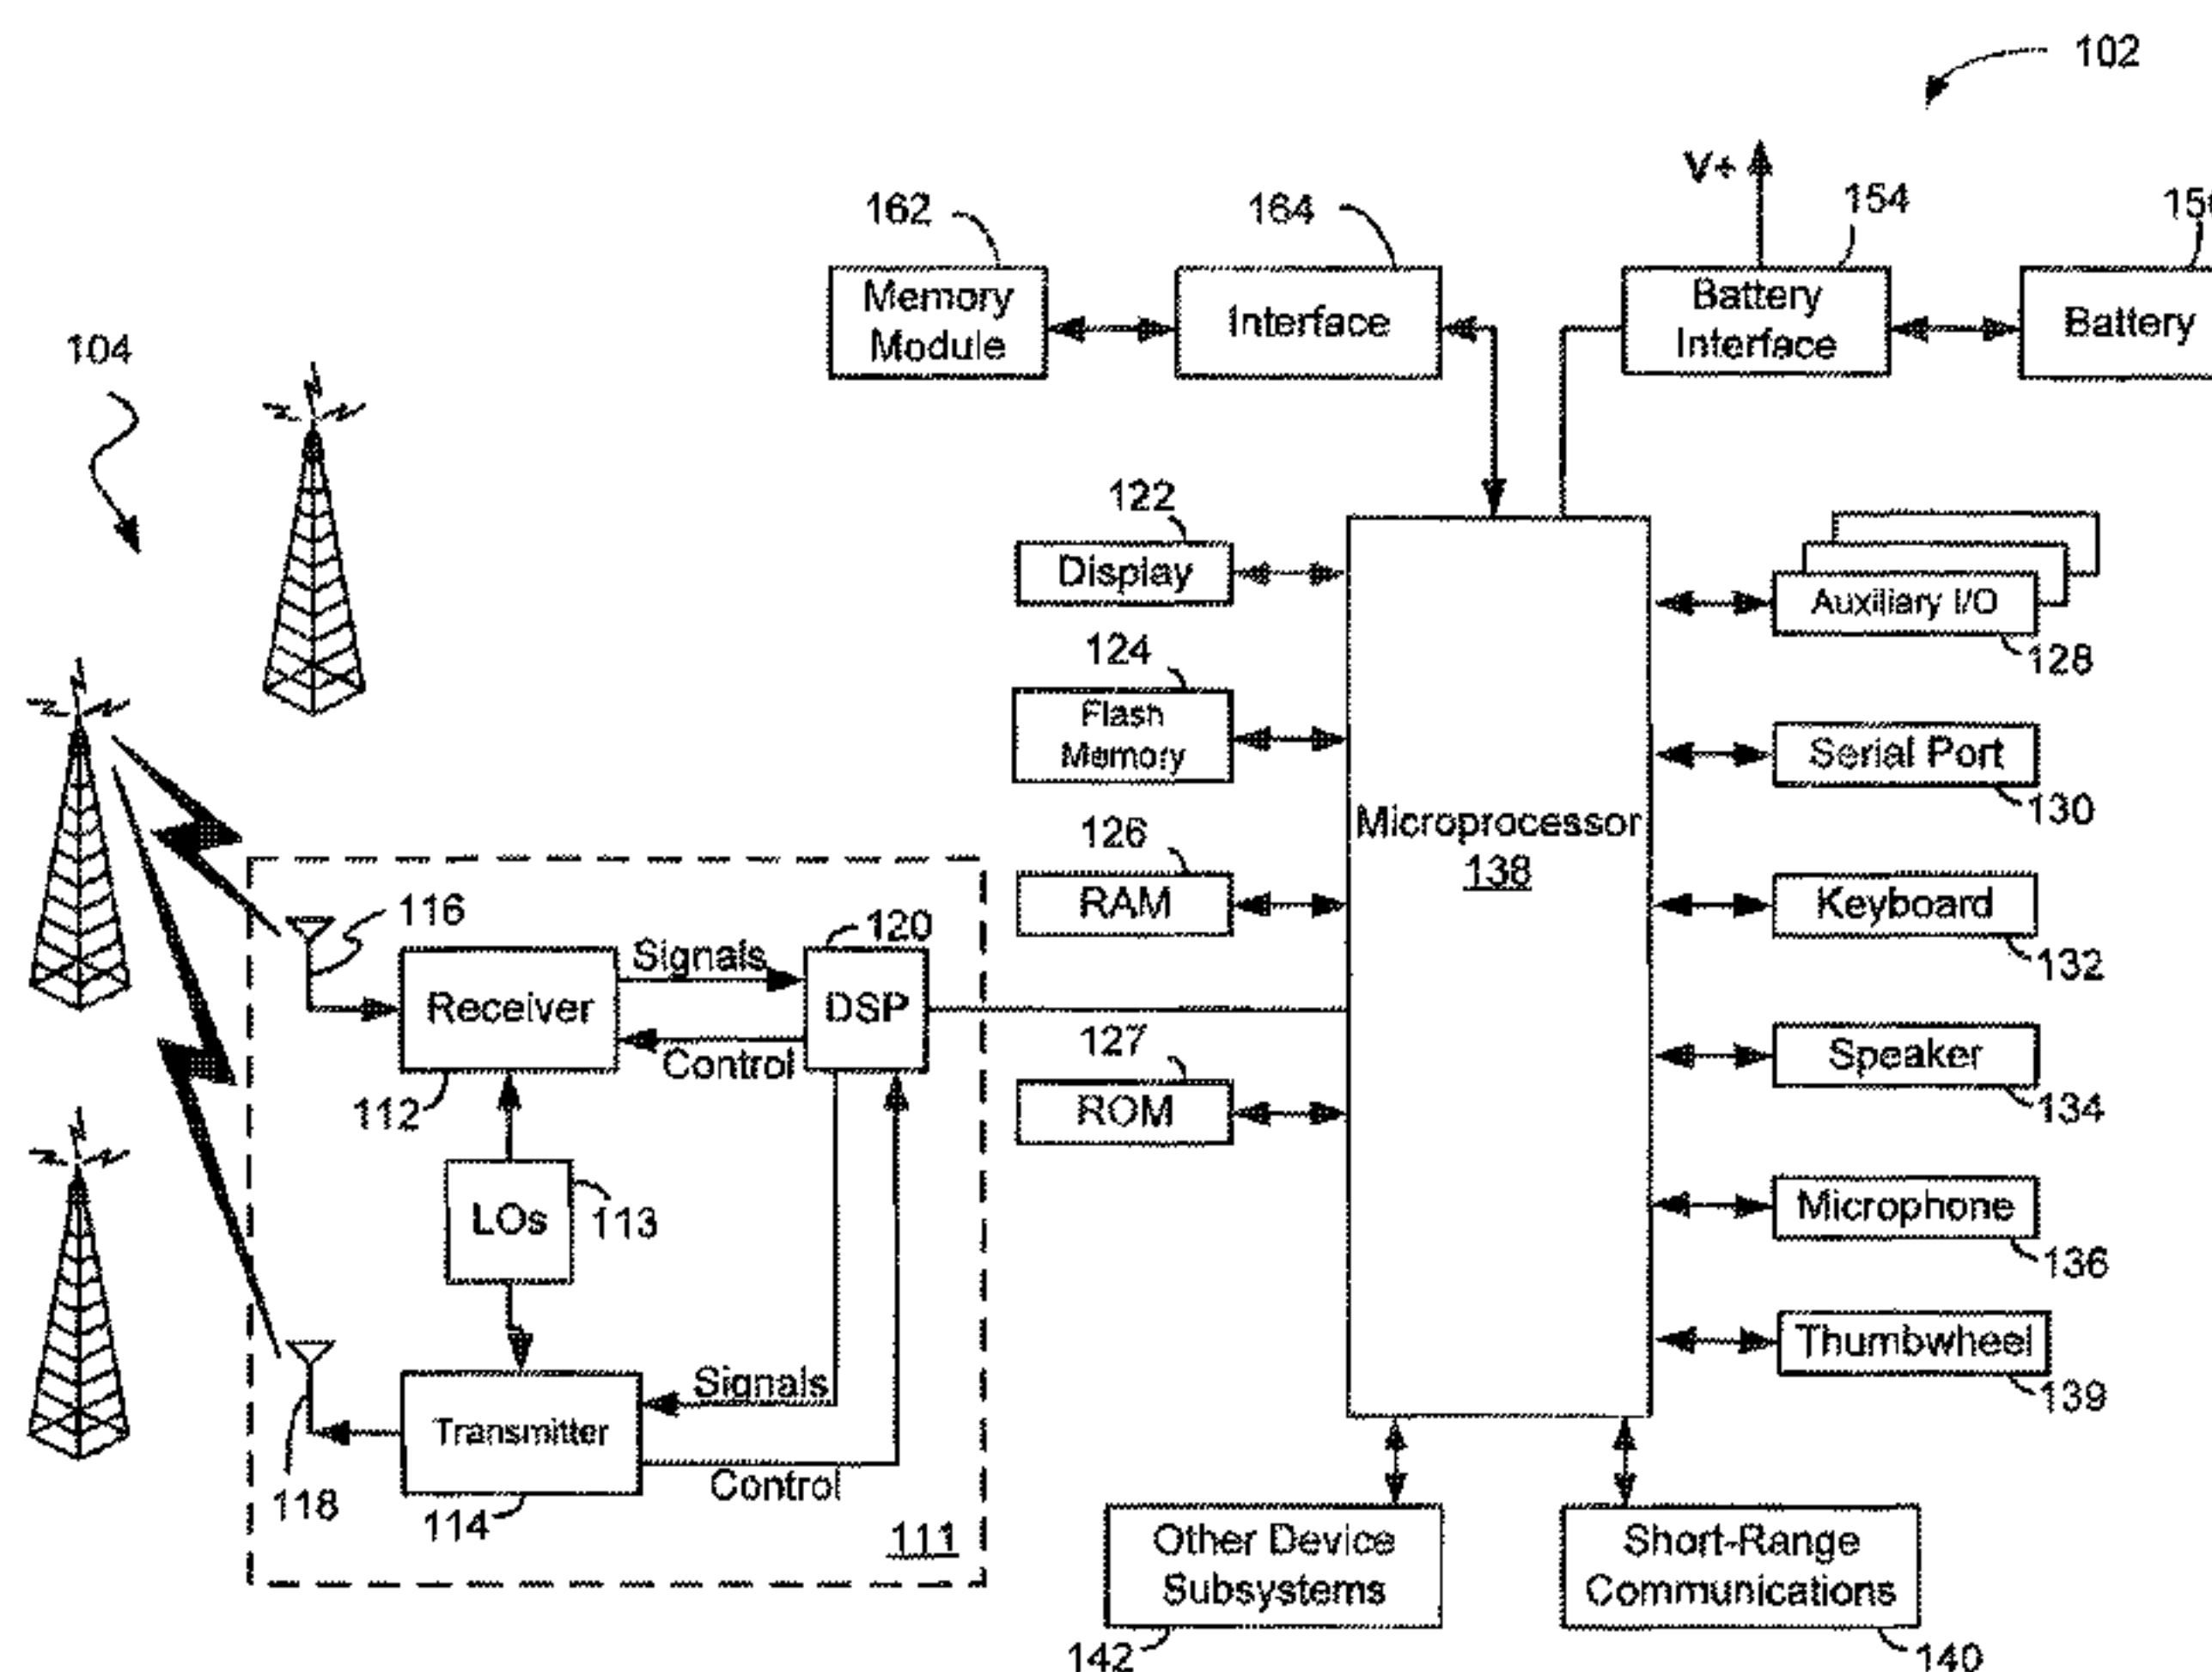 102
V+
162
164
154
Memory
Module
Interface
Battery
Interface
Battery
104
122
Display
Auxiliary I/O
128
124
Flash
Memory
Serial Port
130
Microprocessor
138
126
RAM
Keyboard
132
116
120
Signals
Receiver
DSP
Control
112
127
ROM
Speaker
134
LOs
113
Microphone
136
Thumbwheel
139
Signals
Transmitter
Control
118
114
111
Other Device
Subsystems
142
Short-Range
Communications
140